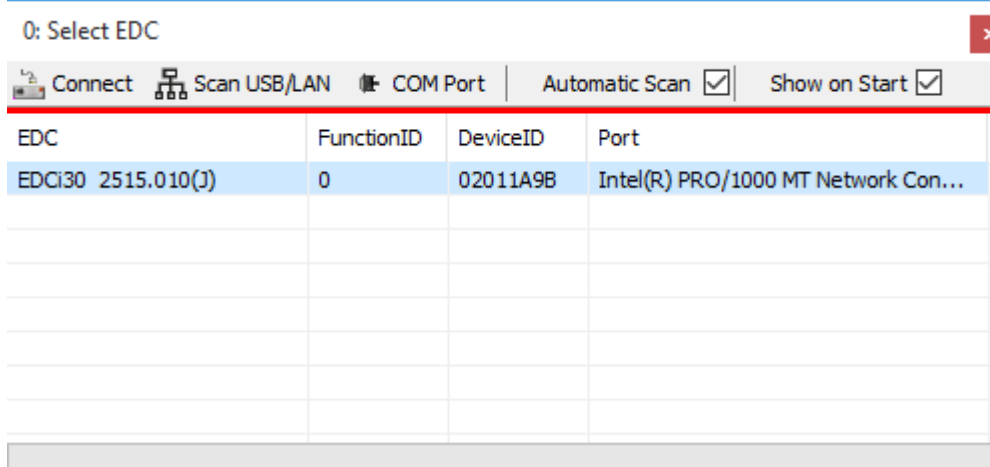 0: Select EDC
Connect Scan USB/LAN COM Port Automatic Scan Show on Start
EDC FunctionID DeviceID Port
EDCi30 2515.010(J) 0 02011A9B Intel(R) PRO/1000 MT Network Con...